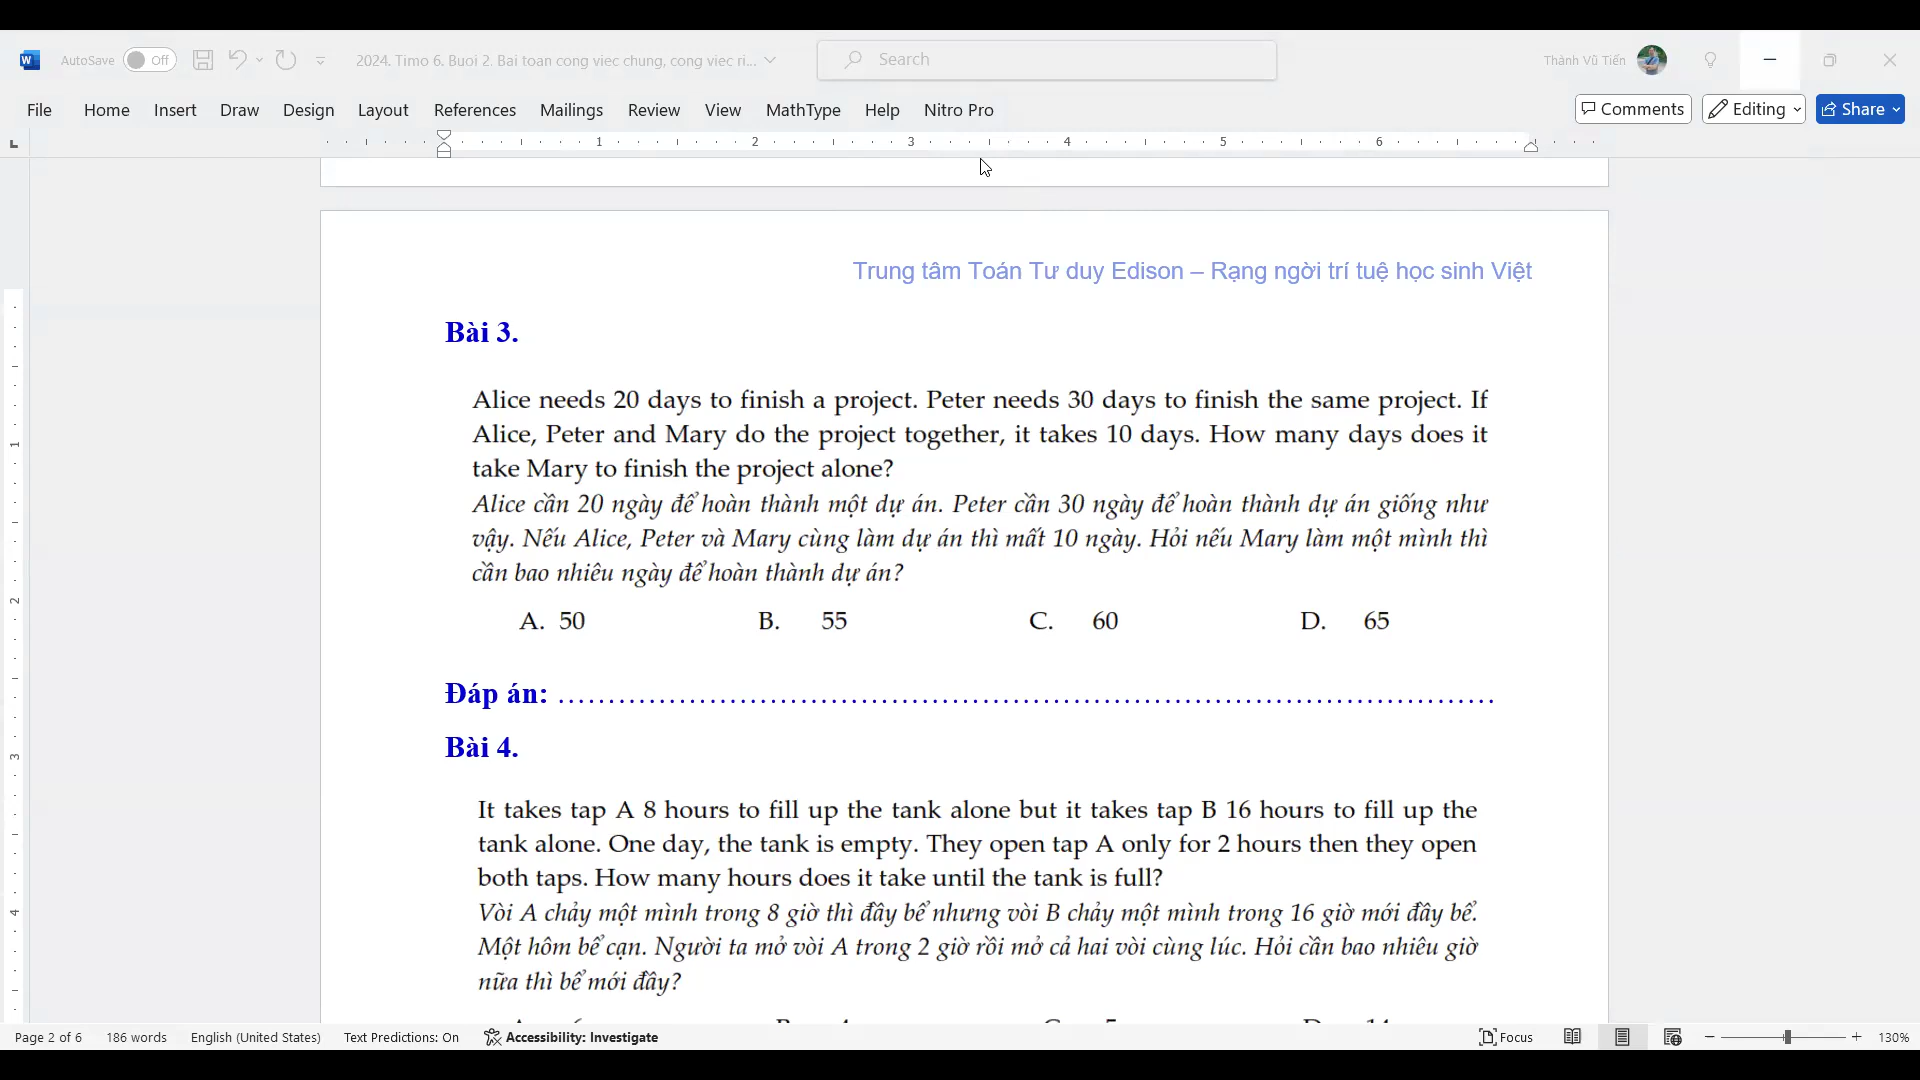 AutoSave Off 2024. Timo 6. Buoi 2. Bai toan cong viec chung, cong viec ri... Search Thành Vũ Tiến
File Home Insert Draw Design Layout References Mailings Review View MathType Help Nitro Pro Comments Editing Share
1 2 3 4 5 6
Trung tâm Toán Tư duy Edison – Rạng ngời trí tuệ học sinh Việt
Bài 3.
Alice needs 20 days to finish a project. Peter needs 30 days to finish the same project. If
Alice, Peter and Mary do the project together, it takes 10 days. How many days does it
take Mary to finish the project alone?
Alice cần 20 ngày để hoàn thành một dự án. Peter cần 30 ngày để hoàn thành dự án giống như
vậy. Nếu Alice, Peter và Mary cùng làm dự án thì mất 10 ngày. Hỏi nếu Mary làm một mình thì
cần bao nhiêu ngày để hoàn thành dự án?
A. 50 B. 55 C. 60 D. 65
Đáp án: ....................................................................................
Bài 4.
It takes tap A 8 hours to fill up the tank alone but it takes tap B 16 hours to fill up the
tank alone. One day, the tank is empty. They open tap A only for 2 hours then they open
both taps. How many hours does it take until the tank is full?
Vòi A chảy một mình trong 8 giờ thì đầy bể nhưng vòi B chảy một mình trong 16 giờ mới đầy bể.
Một hôm bể cạn. Người ta mở vòi A trong 2 giờ rồi mở cả hai vòi cùng lúc. Hỏi cần bao nhiêu giờ
nữa thì bể mới đầy?
1
2
3
4
Page 2 of 6 186 words English (United States) Text Predictions: On Accessibility: Investigate Focus 130%